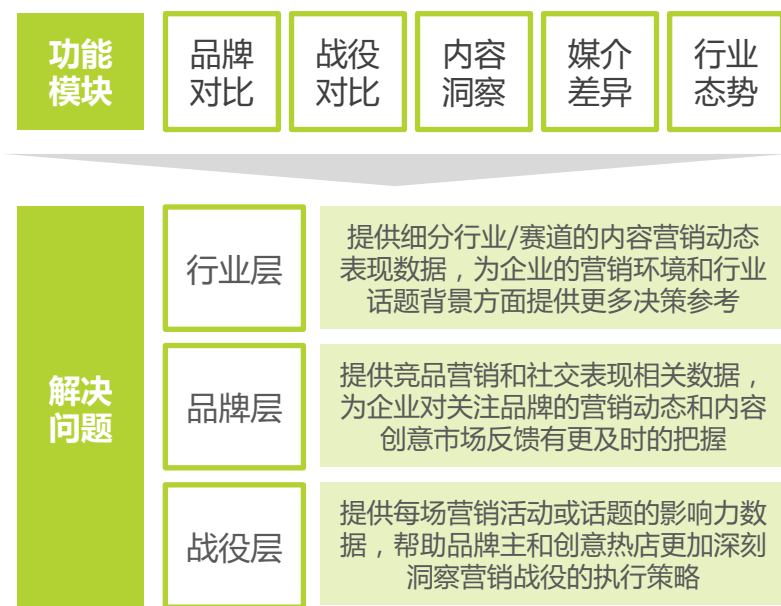 功能
模块
品牌
对比
战役
对比
内容
洞察
媒介
差异
行业
态势
解决
问题
行业层
提供细分行业/赛道的内容营销动态
表现数据，为企业的营销环境和行业
话题背景方面提供更多决策参考
品牌层
提供竞品营销和社交表现相关数据，
为企业对关注品牌的营销动态和内容
创意市场反馈有更及时的把握
战役层
提供每场营销活动或话题的影响力数
据，帮助品牌主和创意热店更加深刻
洞察营销战役的执行策略